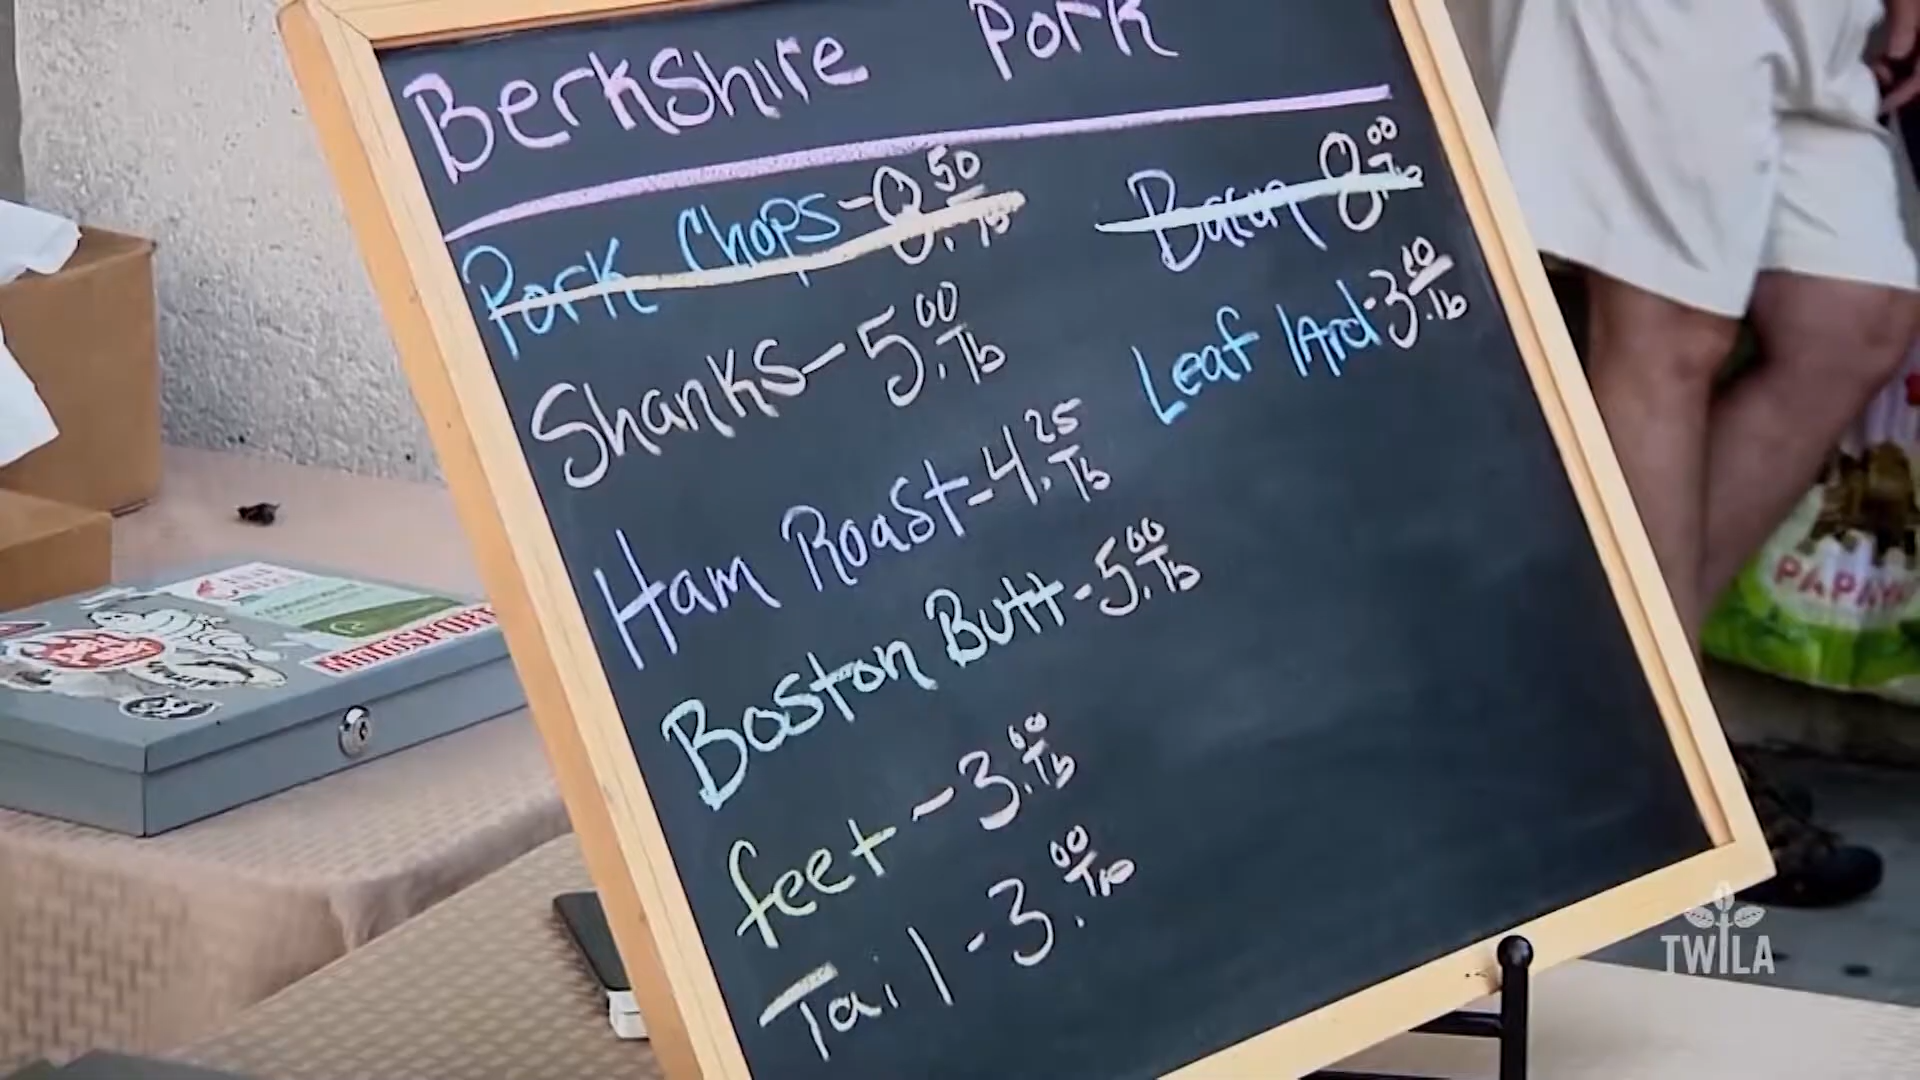 Berkshire Pork
Pork Chops - 8.50 lb
Shanks - 5.00 lb
Ham Roast - 4.25 lb
Boston Butt - 5.00 lb
feet - 3.00 lb
Tail - 3.00 lb
Bacon 8.00 lb
Leaf lArd - 3.00 lb
PAPAY
TWILA